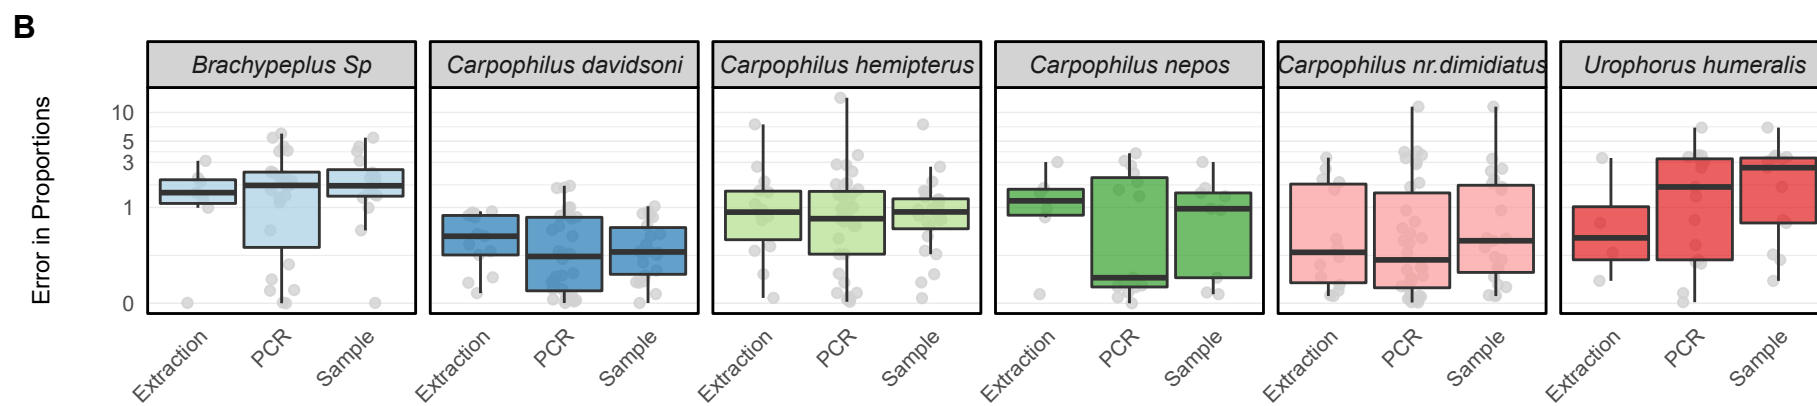 B
Brachypeplus Sp
Carpophilus davidsoni
Carpophilus hemipterus
Carpophilus nepos
Carpophilus nr.dimidiatus
Urophorus humeralis
Error in Proportions
10
5
3
1
0
Extraction
PCR
Sample
Extraction
PCR
Sample
Extraction
PCR
Sample
Extraction
PCR
Sample
Extraction
PCR
Sample
Extraction
PCR
Sample